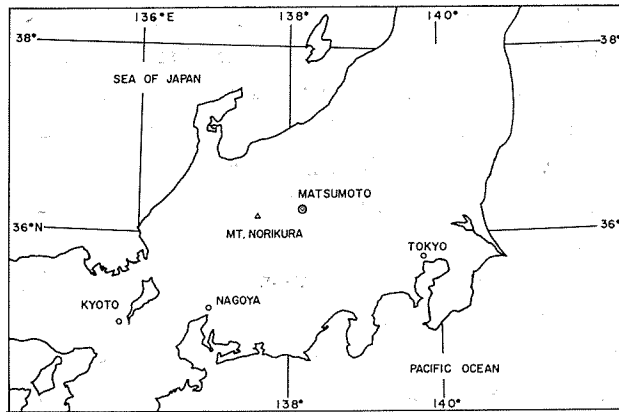 136°E
138°
140°
38°
38°
SEA OF JAPAN
MATSUMOTO
MT. NORIKURA
36°N
36°
TOKYO
KYOTO
NAGOYA
PACIFIC OCEAN
138°
140°